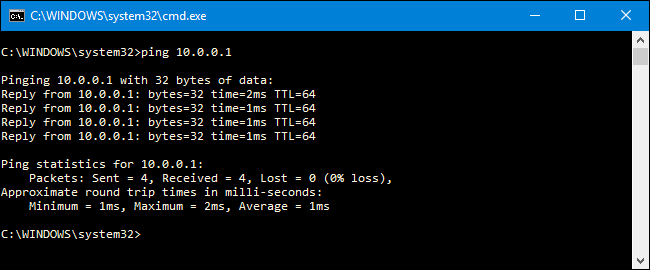 C:\WINDOWS\system32\cmd.exe
C:\WINDOWS\system32>ping 10.0.0.1
Pinging 10.0.0.1 with 32 bytes of data:
Reply from 10.0.0.1: bytes=32 time=2ms TTL=64
Reply from 10.0.0.1: bytes=32 time=1ms TTL=64
Reply from 10.0.0.1: bytes=32 time=1ms TTL=64
Reply from 10.0.0.1: bytes=32 time=1ms TTL=64
Ping statistics for 10.0.0.1:
    Packets: Sent = 4, Received = 4, Lost = 0 (0% loss),
Approximate round trip times in milli-seconds:
    Minimum = 1ms, Maximum = 2ms, Average = 1ms
C:\WINDOWS\system32>